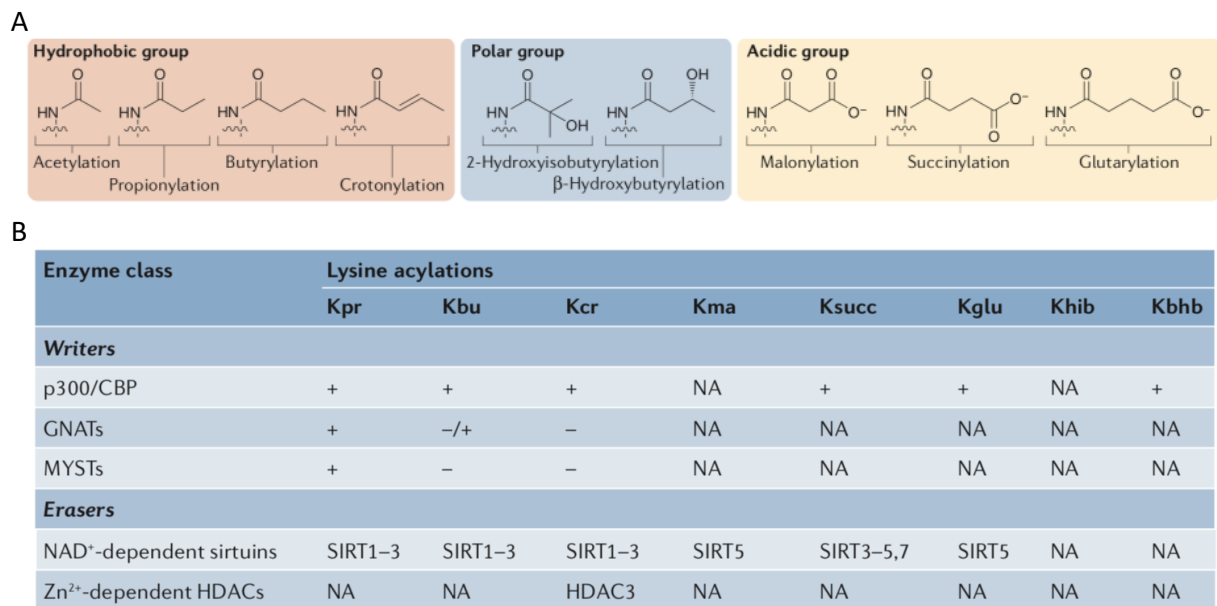 A
Hydrophobic group
Polar group
Acidic group
O
HN
O
HN
O
HN
O
HN
O
HN
OH
O
HN
OH
O
HN
O
O⁻
O
HN
O⁻
O
O
HN
O
O⁻
Acetylation
Propionylation
Butyrylation
Crotonylation
2-Hydroxyisobutyrylation
β-Hydroxybutyrylation
Malonylation
Succinylation
Glutarylation
B
Enzyme class Lysine acylations
Kpr Kbu Kcr Kma Ksucc Kglu Khib Kbhb
Writers
p300/CBP + + + NA + + NA +
GNATs + –/+ – NA NA NA NA NA
MYSTs + – – NA NA NA NA NA
Erasers
NAD⁺-dependent sirtuins SIRT1–3 SIRT1–3 SIRT1–3 SIRT5 SIRT3–5,7 SIRT5 NA NA
Zn²⁺-dependent HDACs NA NA HDAC3 NA NA NA NA NA